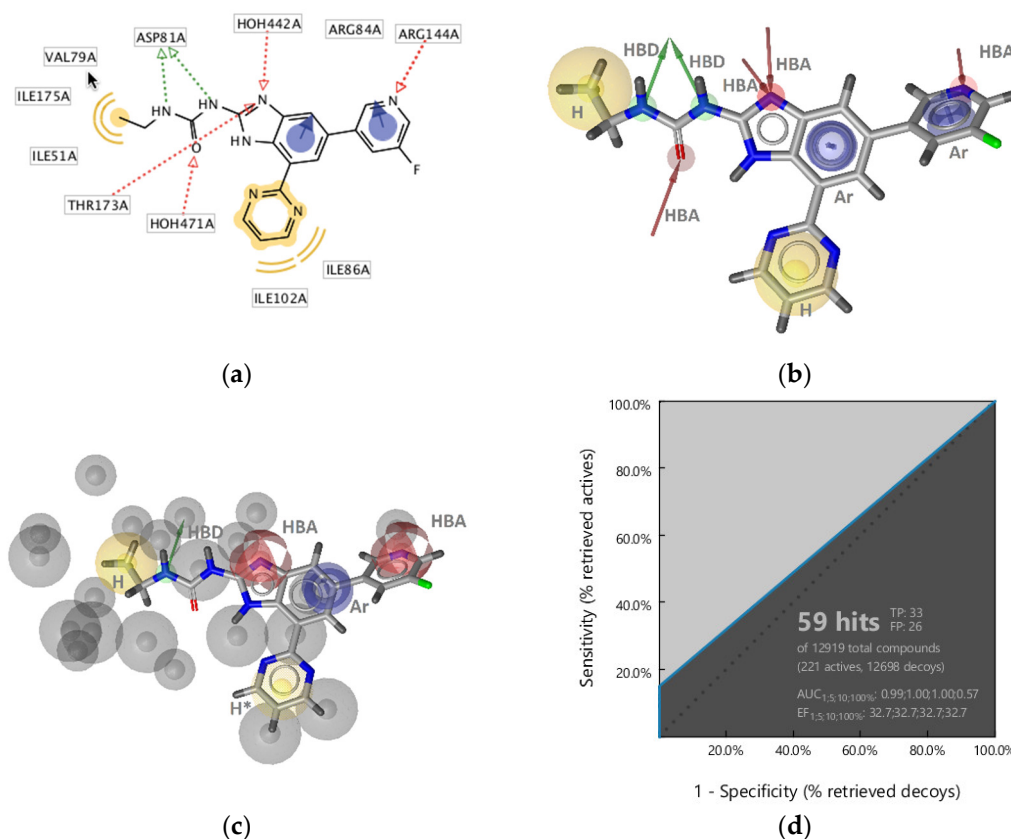 HOH442A
ARG84A
ARG144A
ASP81A
VAL79A
ILE175A
ILE51A
THR173A
HOH471A
ILE86A
ILE102A
HN
HN
N
HN
O
N
F
N
N
(a)
HBD
HBD
HBA
HBA
HBA
H
HBA
Ar
Ar
H
(b)
HBD
HBA
HBA
H
Ar
H*
(c)
100.0%
80.0%
60.0%
40.0%
20.0%
Sensitivity (% retrieved actives)
59 hits TP: 33
FP: 26
of 12919 total compounds
(221 actives, 12698 decoys)
AUC1;5;10;100%: 0.99;1.00;1.00;0.57
EF1;5;10;100%: 32.7;32.7;32.7;32.7
20.0% 40.0% 60.0% 80.0% 100.0%
1 - Specificity (% retrieved decoys)
(d)